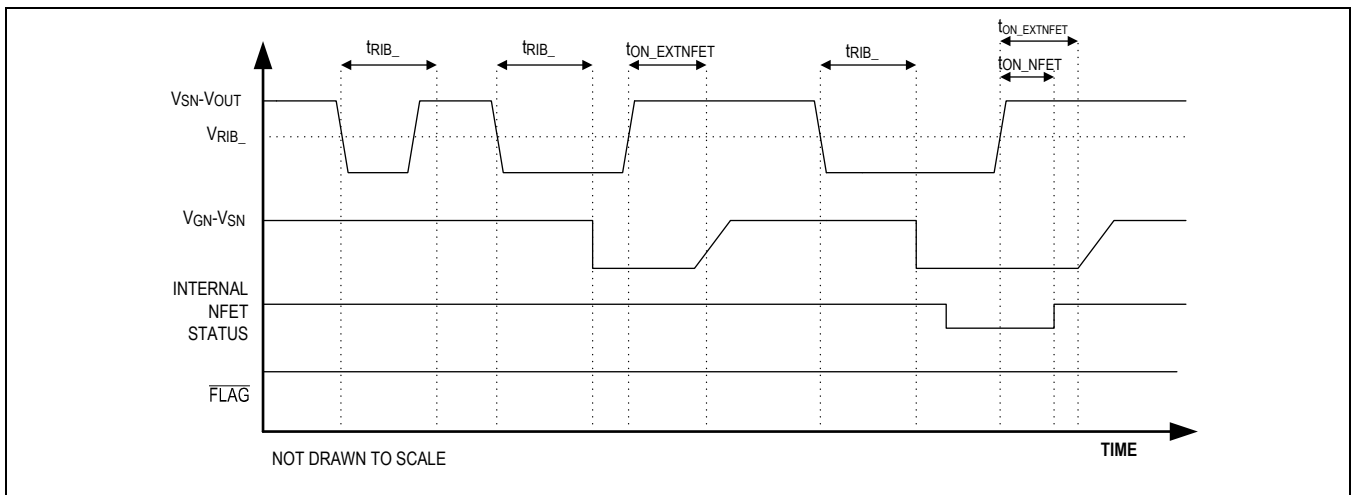 tON_EXTNFET
tRIB_ tRIB_ tON_EXTNFET tRIB_ tON_NFET
VSN-VOUT
VRIB_
VGN-VSN
INTERNAL
NFET
STATUS
FLAG
TIME
NOT DRAWN TO SCALE